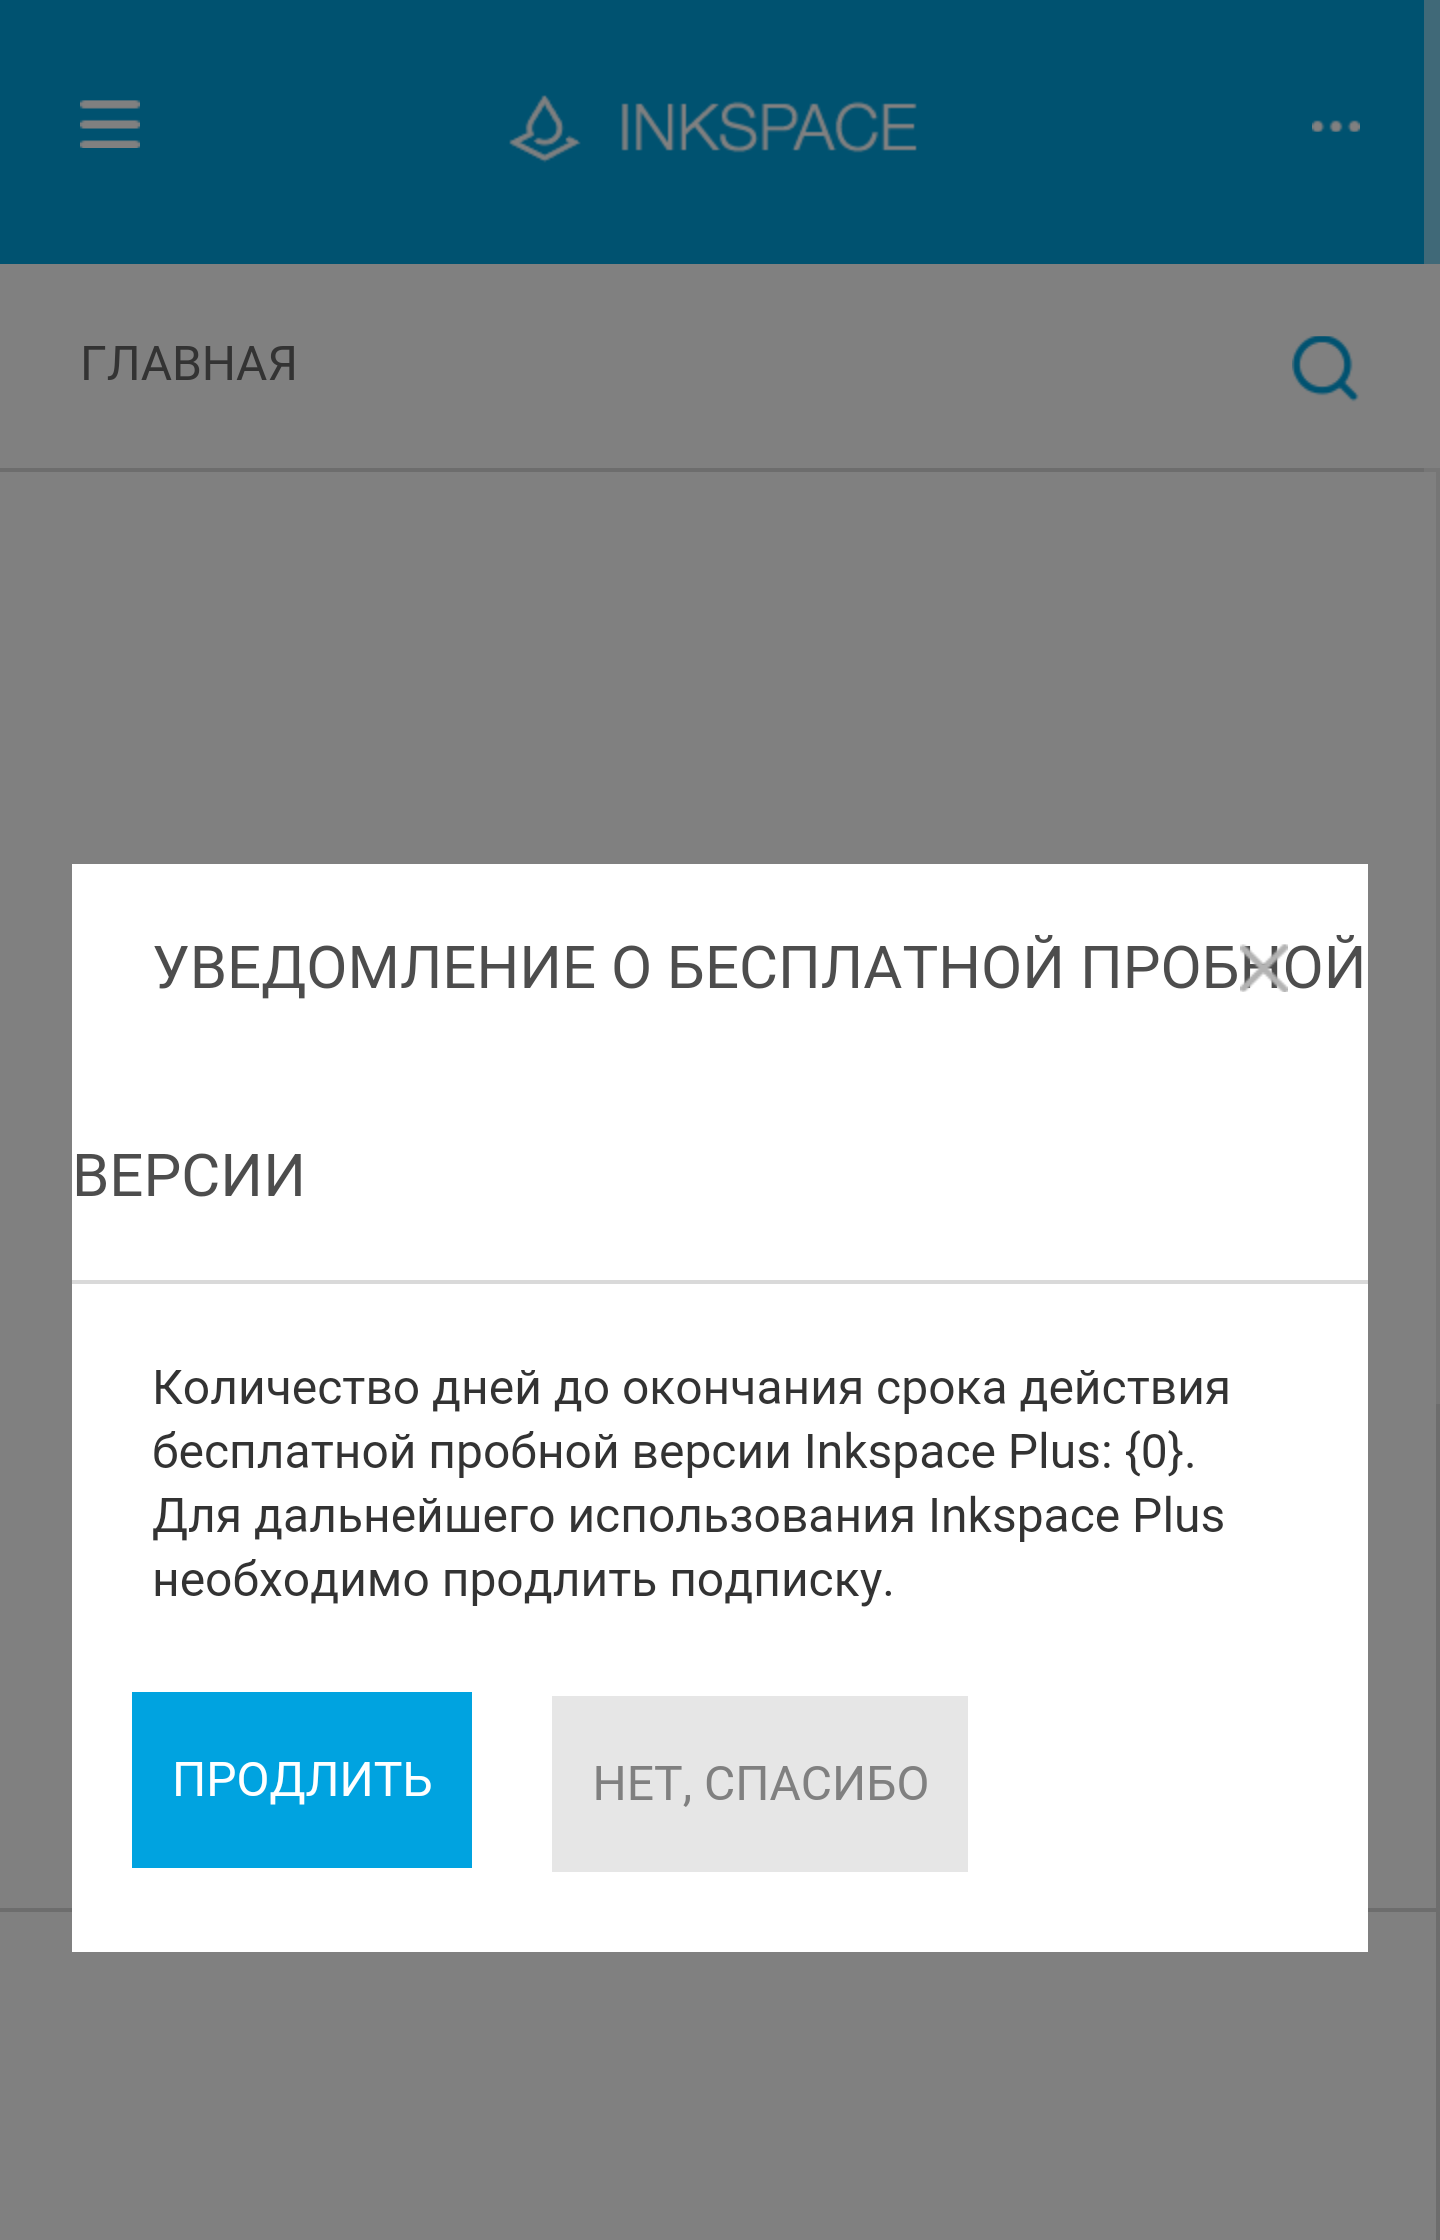 INKSPACE
ГЛАВНАЯ
УВЕДОМЛЕНИЕ О БЕСПЛАТНОЙ ПРОБНОЙ
ВЕРСИИ
Количество дней до окончания срока действия
бесплатной пробной версии Inkspace Plus: {0}.
Для дальнейшего использования Inkspace Plus
необходимо продлить подписку.
ПРОДЛИТЬ
НЕТ, СПАСИБО